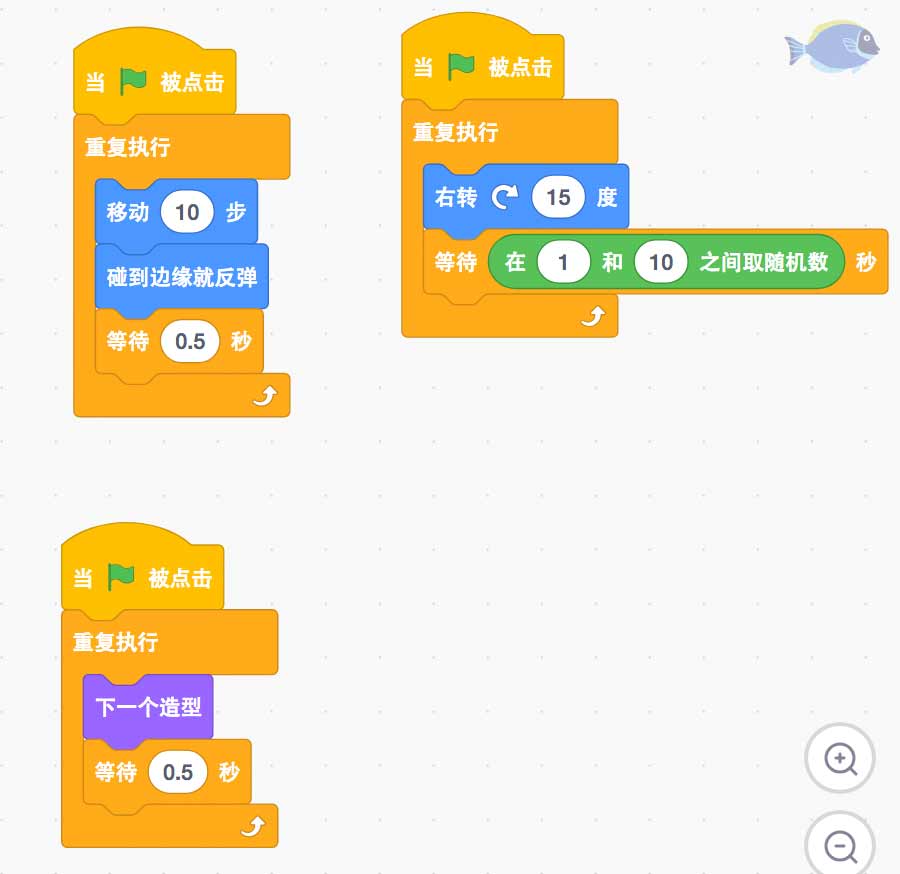 当 被点击
重复执行
移动 10 步
碰到边缘就反弹
等待 0.5 秒
当 被点击
重复执行
右转 15 度
等待 在 1 和 10 之间取随机数 秒
当 被点击
重复执行
下一个造型
等待 0.5 秒